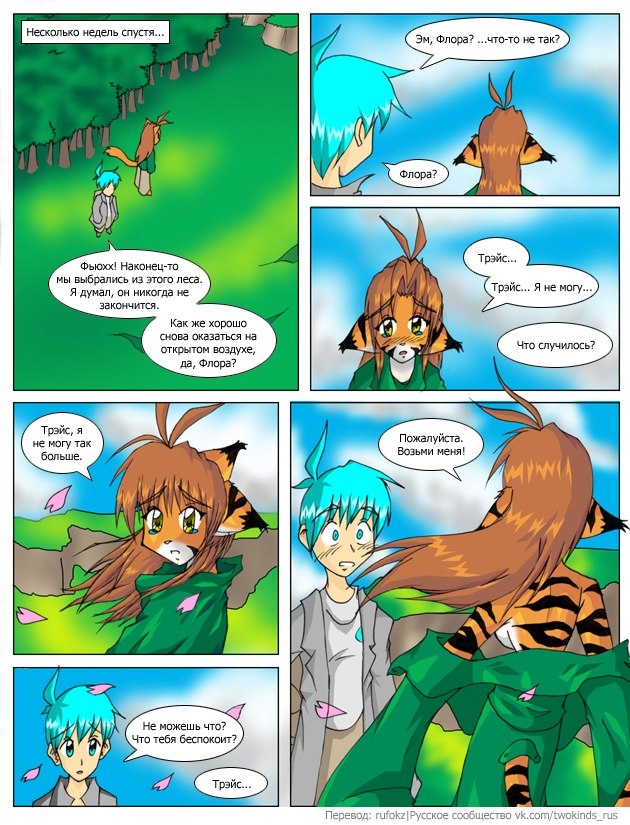 Несколько недель спустя...
Фьюхх! Наконец-то
мы выбрались из этого леса.
Я думал, он никогда не
закончится.
Как же хорошо
снова оказаться на
открытом воздухе,
да, Флора?
Эм, Флора? ...что-то не так?
Флора?
Трэйс...
Трэйс... Я не могу...
Что случилось?
Трэйс, я
не могу так
больше.
Не можешь что?
Что тебя беспокоит?
Трэйс...
Пожалуйста.
Возьми меня!
Перевод: rufokz|Русское сообщество vk.com/twokinds_rus